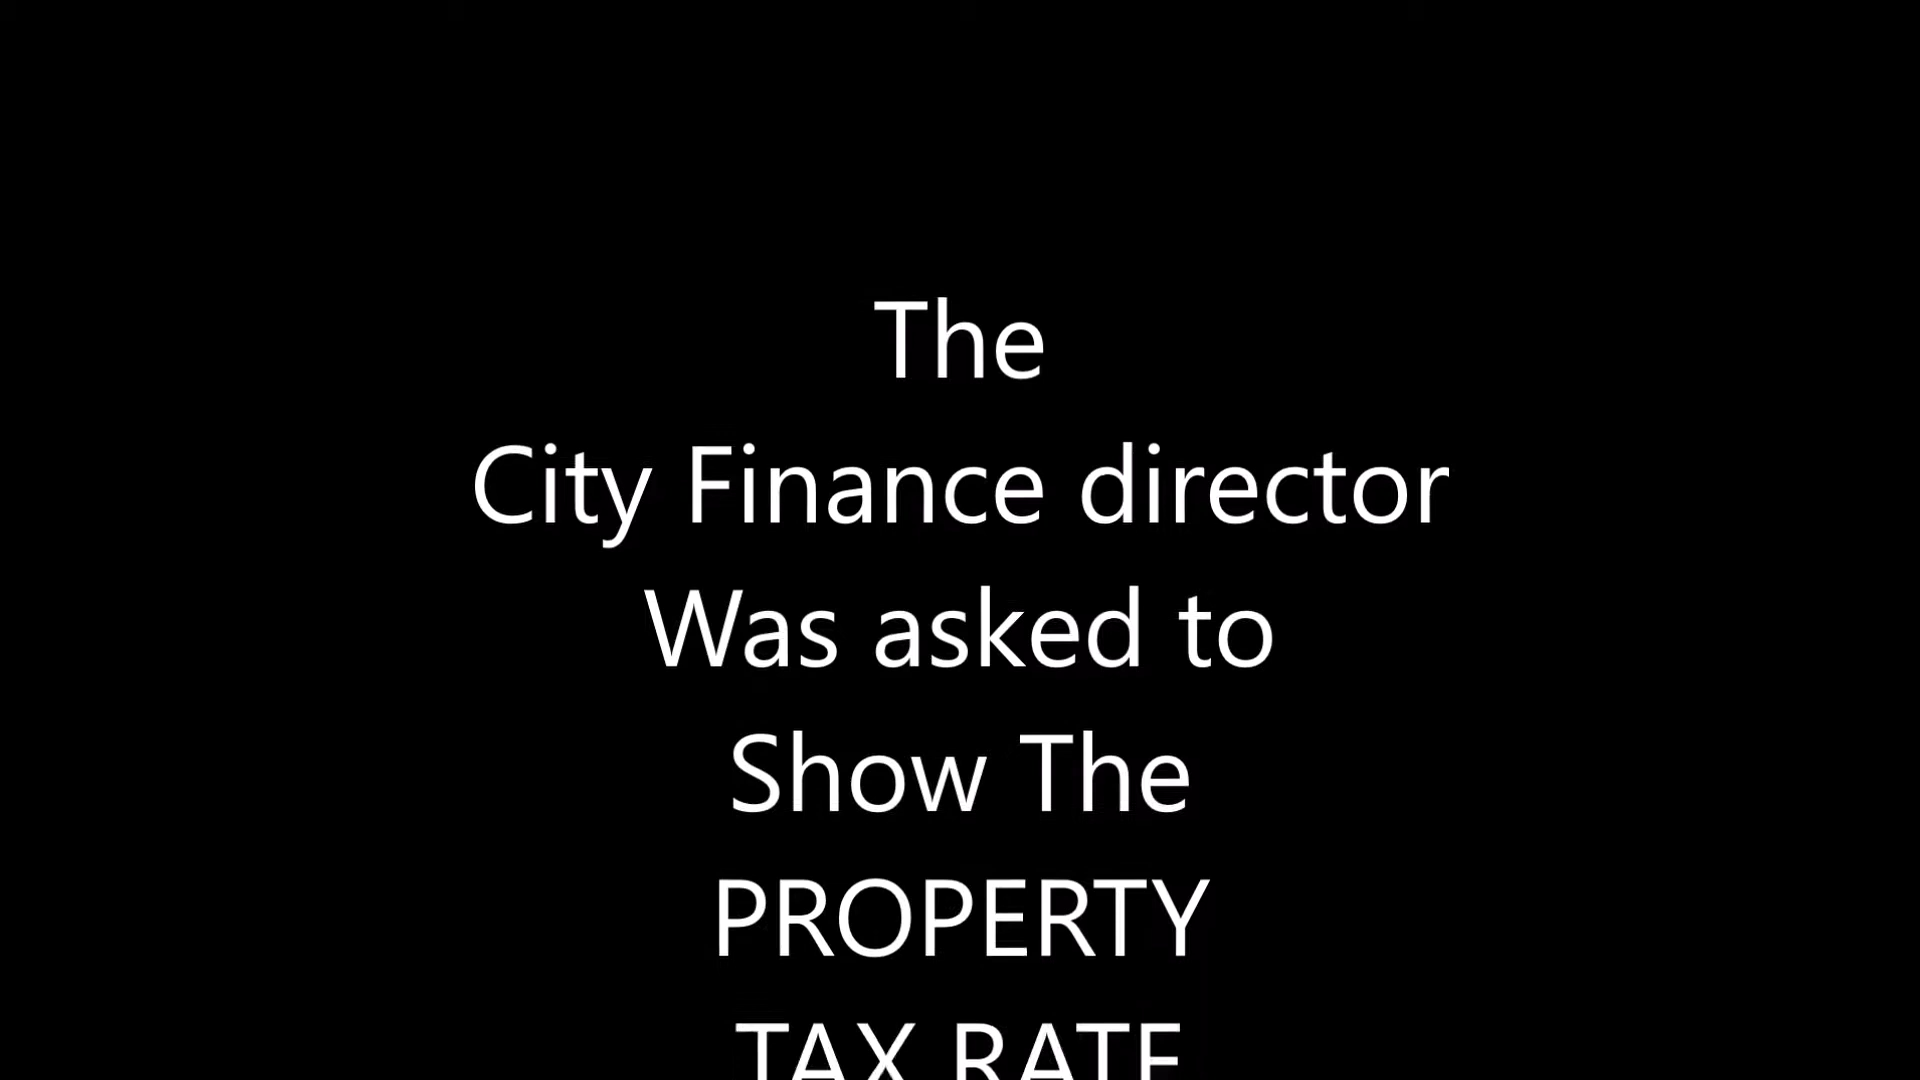 The
City Finance director
Was asked to
Show The
PROPERTY
TAX RATE